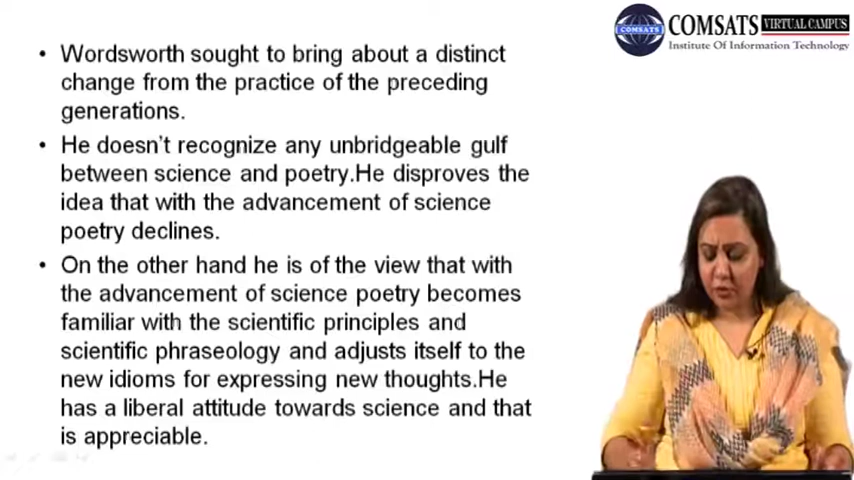 COMSATS VIRTUAL CAMPUS
COMSATS
Institute Of Information Technology
• Wordsworth sought to bring about a distinct
change from the practice of the preceding
generations.
• He doesn't recognize any unbridgeable gulf
between science and poetry.He disproves the
idea that with the advancement of science
poetry declines.
• On the other hand he is of the view that with
the advancement of science poetry becomes
familiar with the scientific principles and
scientific phraseology and adjusts itself to the
new idioms for expressing new thoughts.He
has a liberal attitude towards science and that
is appreciable.